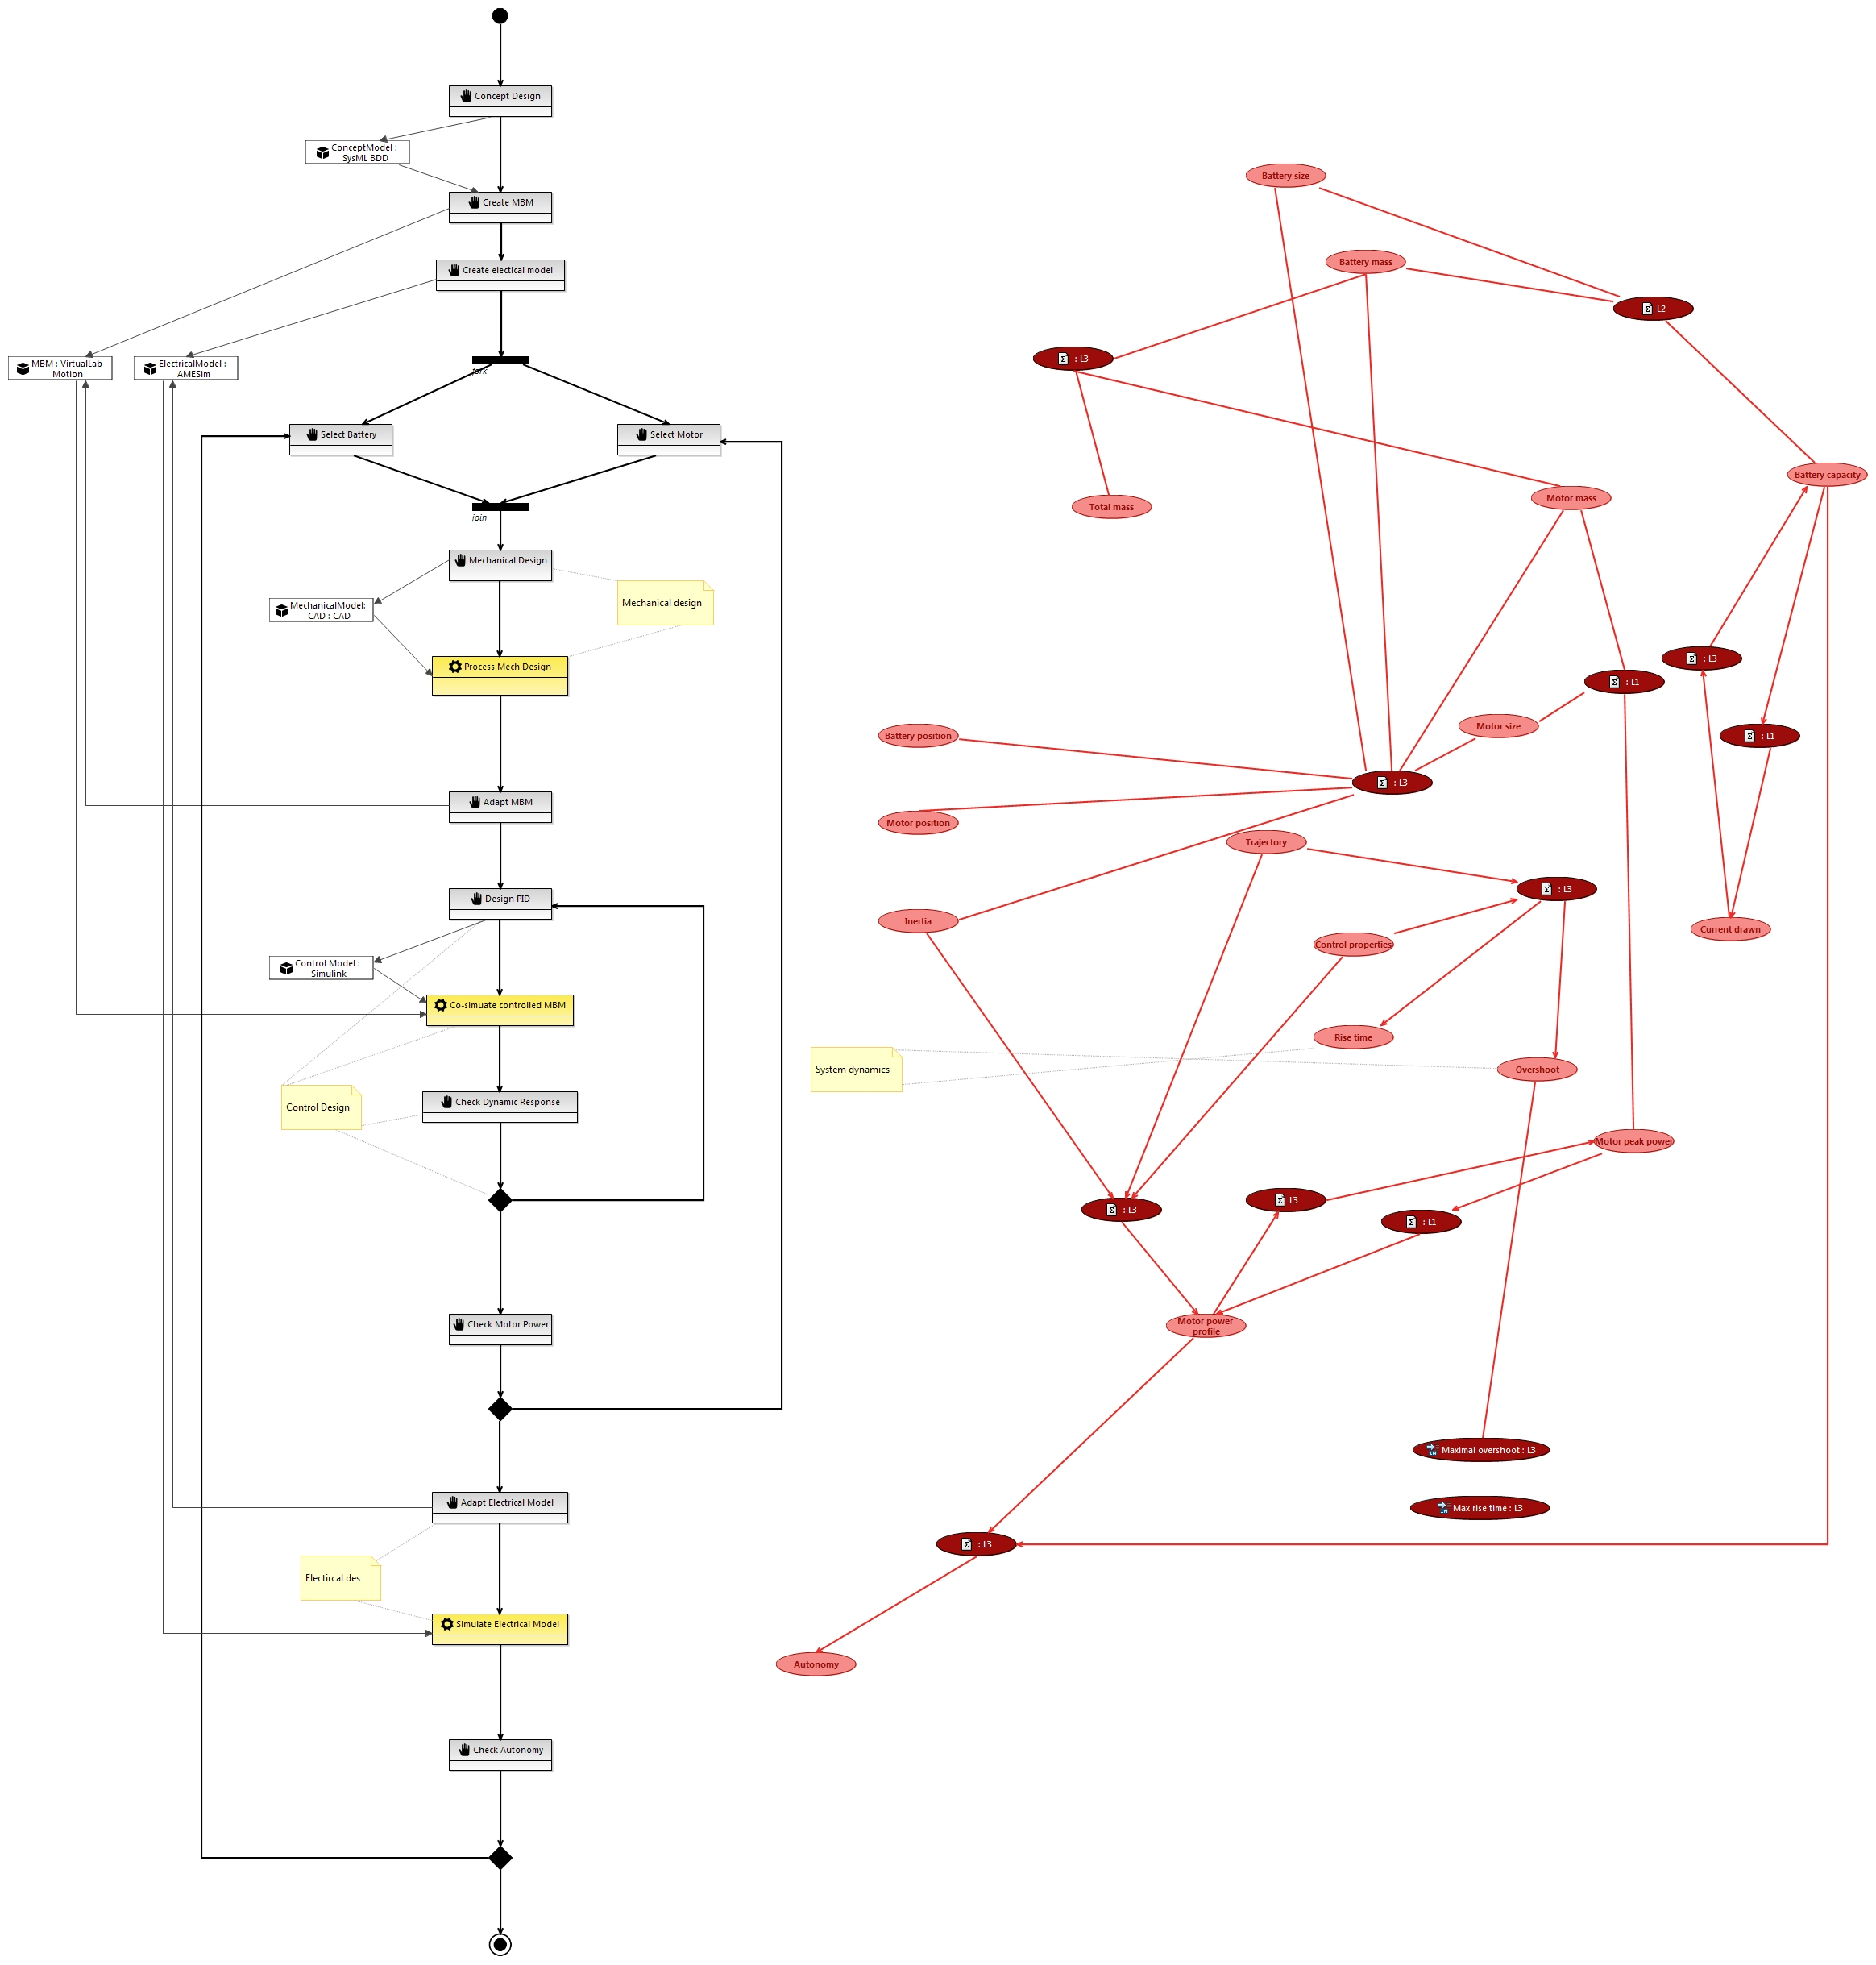 Concept Design
ConceptModel :
SysML BDD
Create MBM
Create electical model
MBM : VirtualLab
Motion
ElectricalModel :
AMESim
fork
Select Battery
Select Motor
join
Mechanical Design
MechanicalModel:
CAD : CAD
Mechanical design
Process Mech Design
Adapt MBM
Design PID
Control Model :
Simulink
Co-simuate controlled MBM
Control Design
Check Dynamic Response
Check Motor Power
Adapt Electrical Model
Electircal des
Simulate Electrical Model
Check Autonomy
Battery size
Battery mass
L2
: L3
Battery capacity
Motor mass
Total mass
: L3
: L1
Motor size
Battery position
: L1
: L3
Motor position
Trajectory
: L3
Inertia
Control properties
Current drawn
Rise time
System dynamics
Overshoot
Motor peak power
L3
: L3
: L1
Motor power
profile
Maximal overshoot : L3
Max rise time : L3
: L3
Autonomy